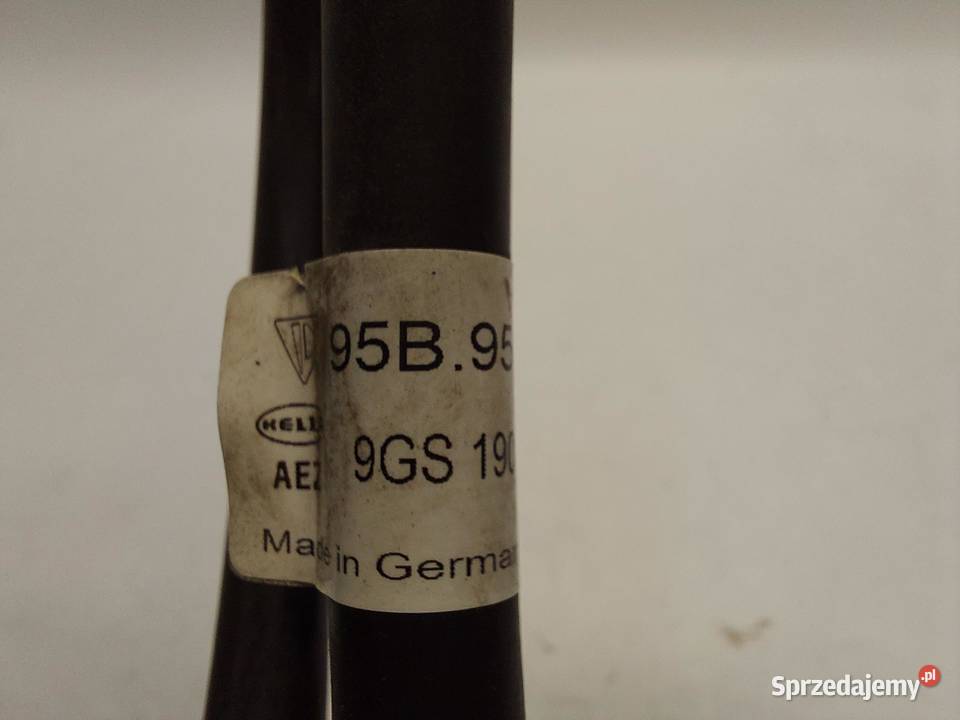 95B.95
HELL
9GS 190
AEZ
Made in German
Sprzedajemy.pl